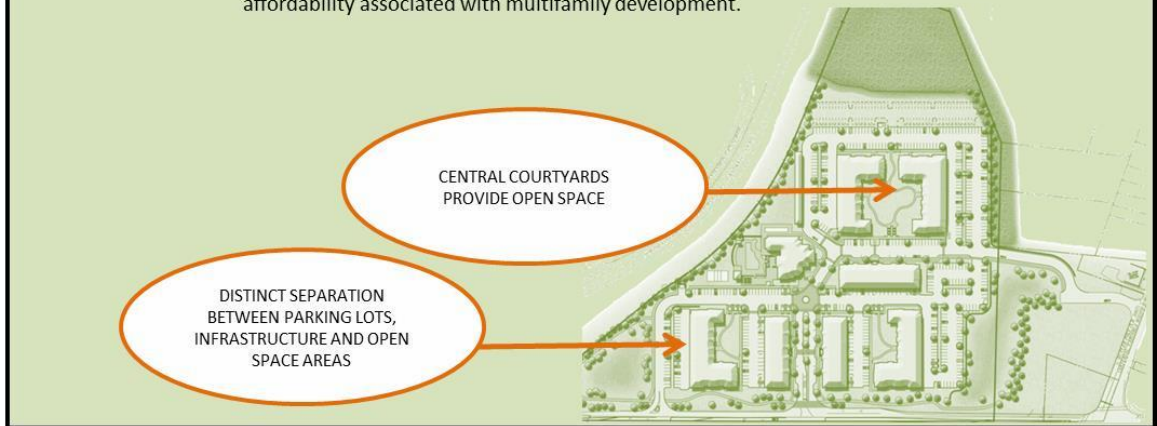 affordability associated with multifamily development.
CENTRAL COURTYARDS
PROVIDE OPEN SPACE
DISTINCT SEPARATION
BETWEEN PARKING LOTS,
INFRASTRUCTURE AND OPEN
SPACE AREAS